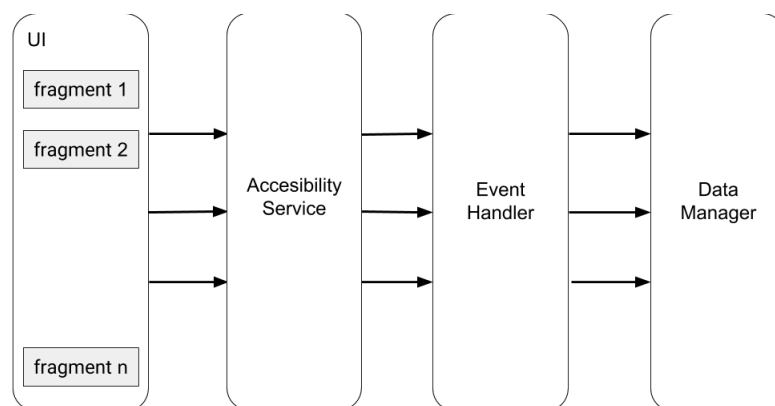 UI
fragment 1
fragment 2
fragment n
Accesibility
Service
Event
Handler
Data
Manager